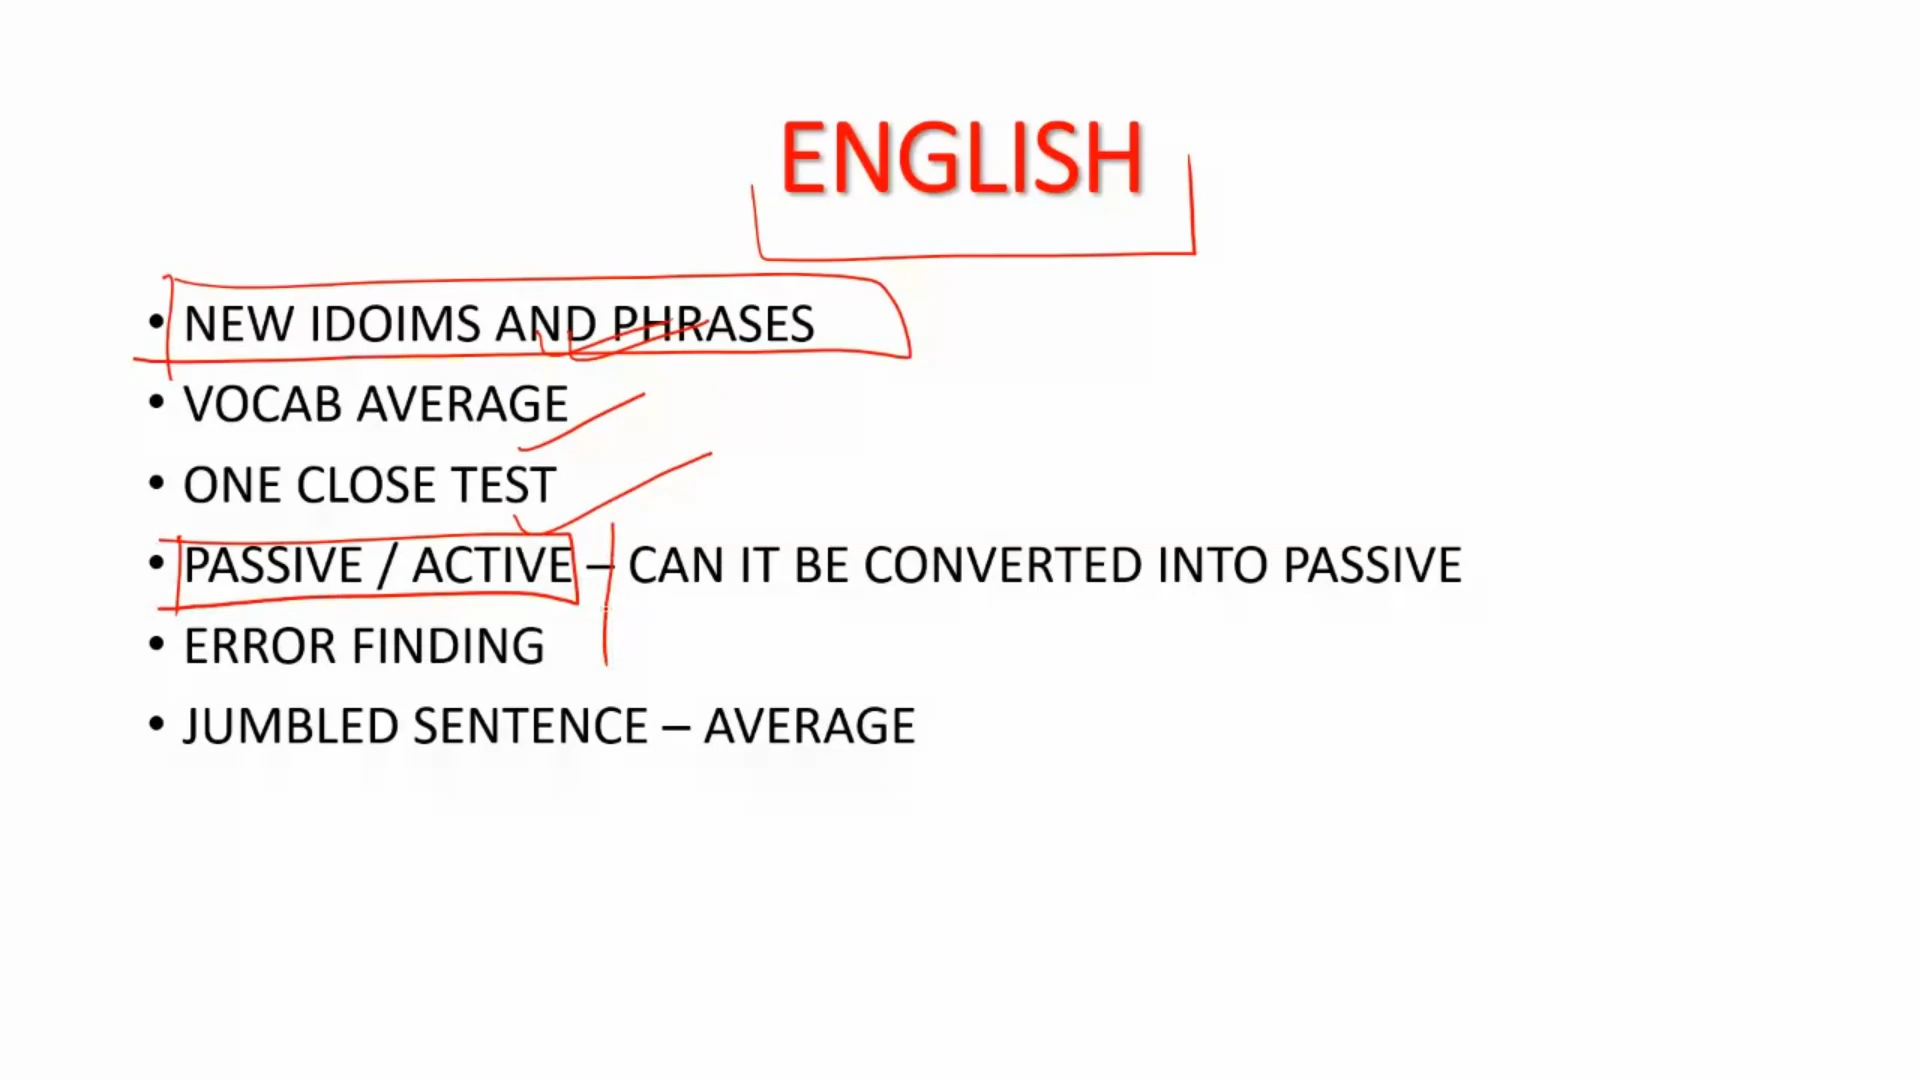 ENGLISH
• NEW IDOIMS AND PHRASES
• VOCAB AVERAGE
• ONE CLOSE TEST
• PASSIVE / ACTIVE – CAN IT BE CONVERTED INTO PASSIVE
• ERROR FINDING
• JUMBLED SENTENCE – AVERAGE